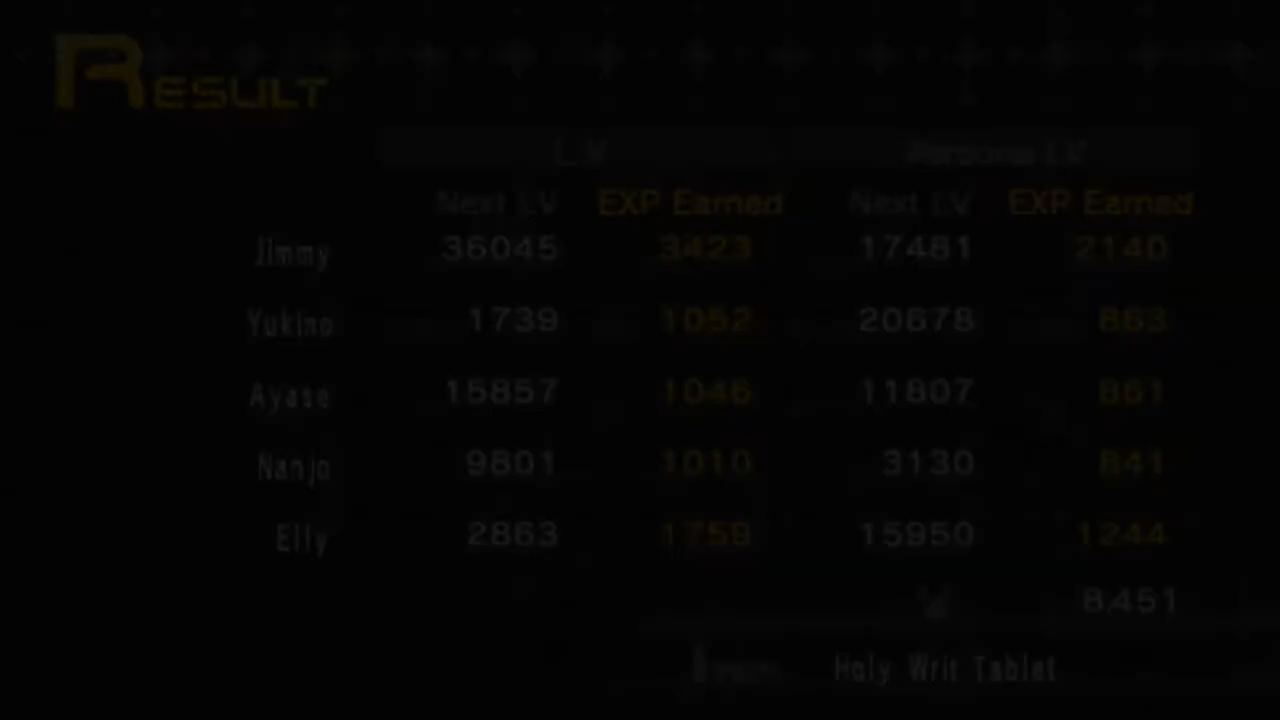 RESULT
LV Persona LV
Next LV EXP Earned Next LV EXP Earned
Jimmy 36045 3423 17481 2140
Yukino 1739 1052 20678 863
Ayase 15857 1046 11807 861
Nanjo 9801 1010 3130 841
Elly 2863 1759 15950 1244
8,451
Holy Writ Tablet